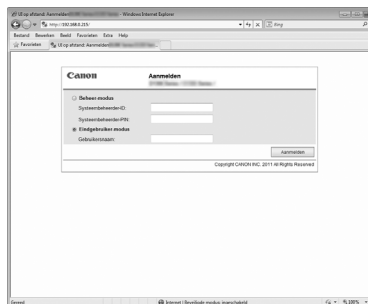 UI op afstand: Aanmelden - Windows Internet Explorer
http://192.168.0.215/
Bing
Bestand Bewerken Beeld Favorieten Extra Help
Favorieten UI op afstand: Aanmelden
Canon
Aanmelden
Beheer-modus
Systeembeheerder-ID:
Systeembeheerder-PIN:
Eindgebruiker-modus
Gebruikersnaam:
Aanmelden
Copyright CANON INC. 2011 All Rights Reserved
Gereed Internet | Beveiligde modus: ingeschakeld 100%